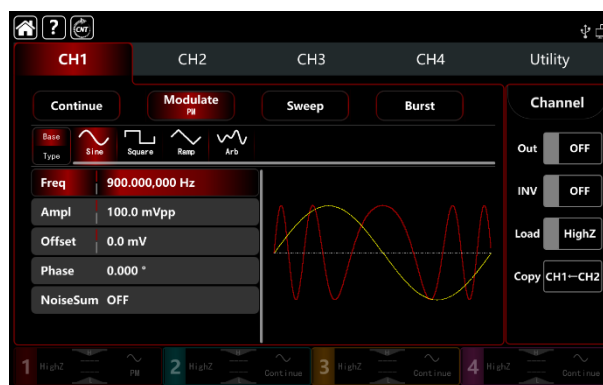 ? CNT
CH1 CH2 CH3 CH4 Utility
Continue Modulate Sweep Burst Channel
PM
Base
Type Sine Square Ramp Arb
Out OFF
Freq 900.000,000 Hz
INV OFF
Ampl 100.0 mVpp
Load HighZ
Offset 0.0 mV
Phase 0.000 °
Copy CH1←CH2
NoiseSum OFF
1 HighZ PM 2 HighZ Continue 3 HighZ Continue 4 HighZ Continue